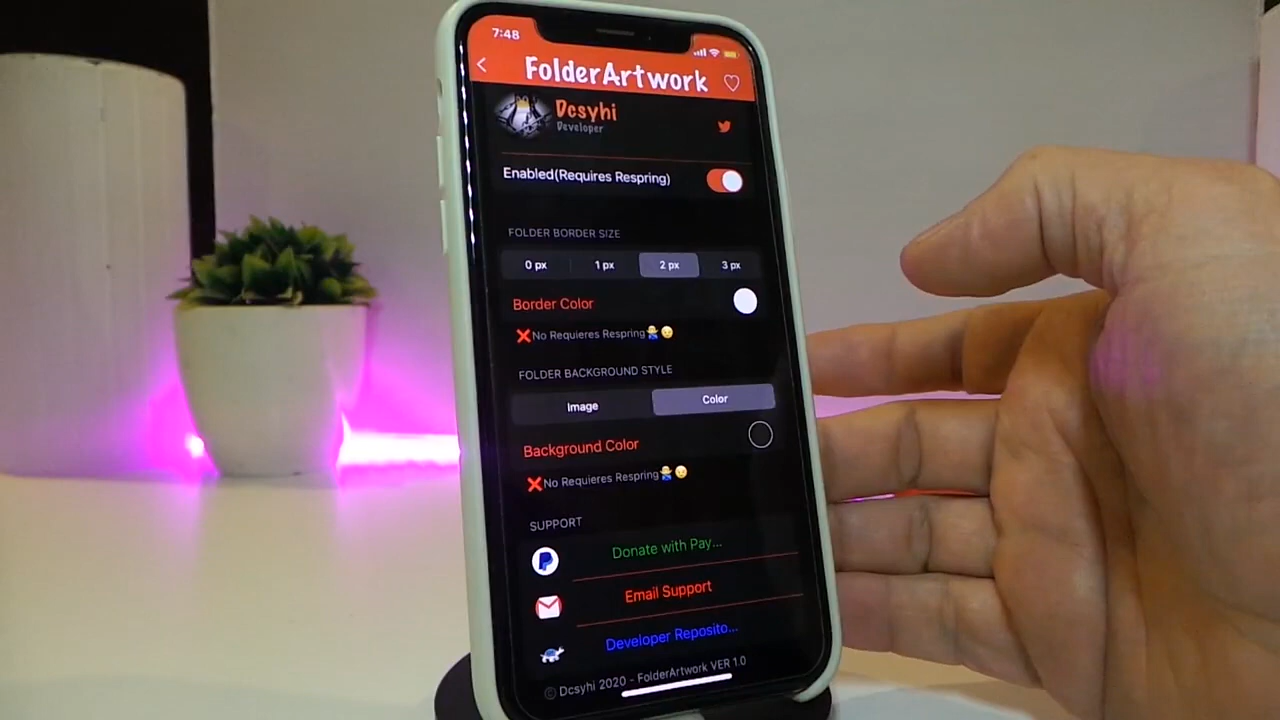 7:48
FolderArtwork
Dcsyhi
Developer
Enabled(Requires Respring)
FOLDER BORDER SIZE
0 px 1 px 2 px 3 px
Border Color
❌No Requieres Respring🤷‍♂️😉
FOLDER BACKGROUND STYLE
Image Color
Background Color
❌No Requieres Respring🤷‍♂️😉
SUPPORT
Donate with Pay...
Email Support
Developer Reposito...
© Dcsyhi 2020 - FolderArtwork VER 1.0